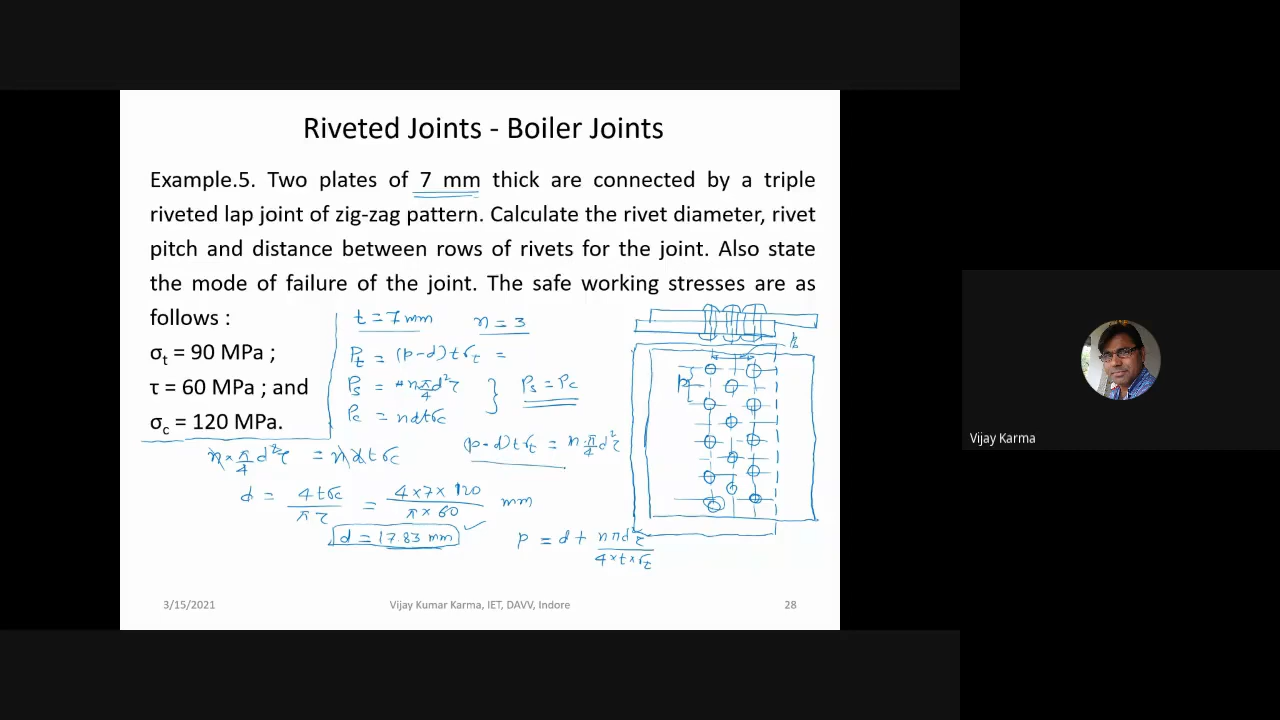 Riveted Joints - Boiler Joints
Example.5. Two plates of 7 mm thick are connected by a triple
riveted lap joint of zig-zag pattern. Calculate the rivet diameter, rivet
pitch and distance between rows of rivets for the joint. Also state
the mode of failure of the joint. The safe working stresses are as
follows :
σt = 90 MPa ;
τ = 60 MPa ; and
σc = 120 MPa.
t = 7 mm n = 3
Pt = (p-d) t σt =
Ps = n π/4 d² τ
Pc = n d t σc
} Ps = Pc
(p-d) t σt = n · π/4 d² τ
n × π/4 d² τ = n d t σc
d = 4tσc / πτ = 4 × 7 × 120 / π × 60 mm
d = 17.83 mm
p = d + nπd²τ / 4 × t × σt
p
3/15/2021
Vijay Kumar Karma, IET, DAVV, Indore
28
Vijay Karma